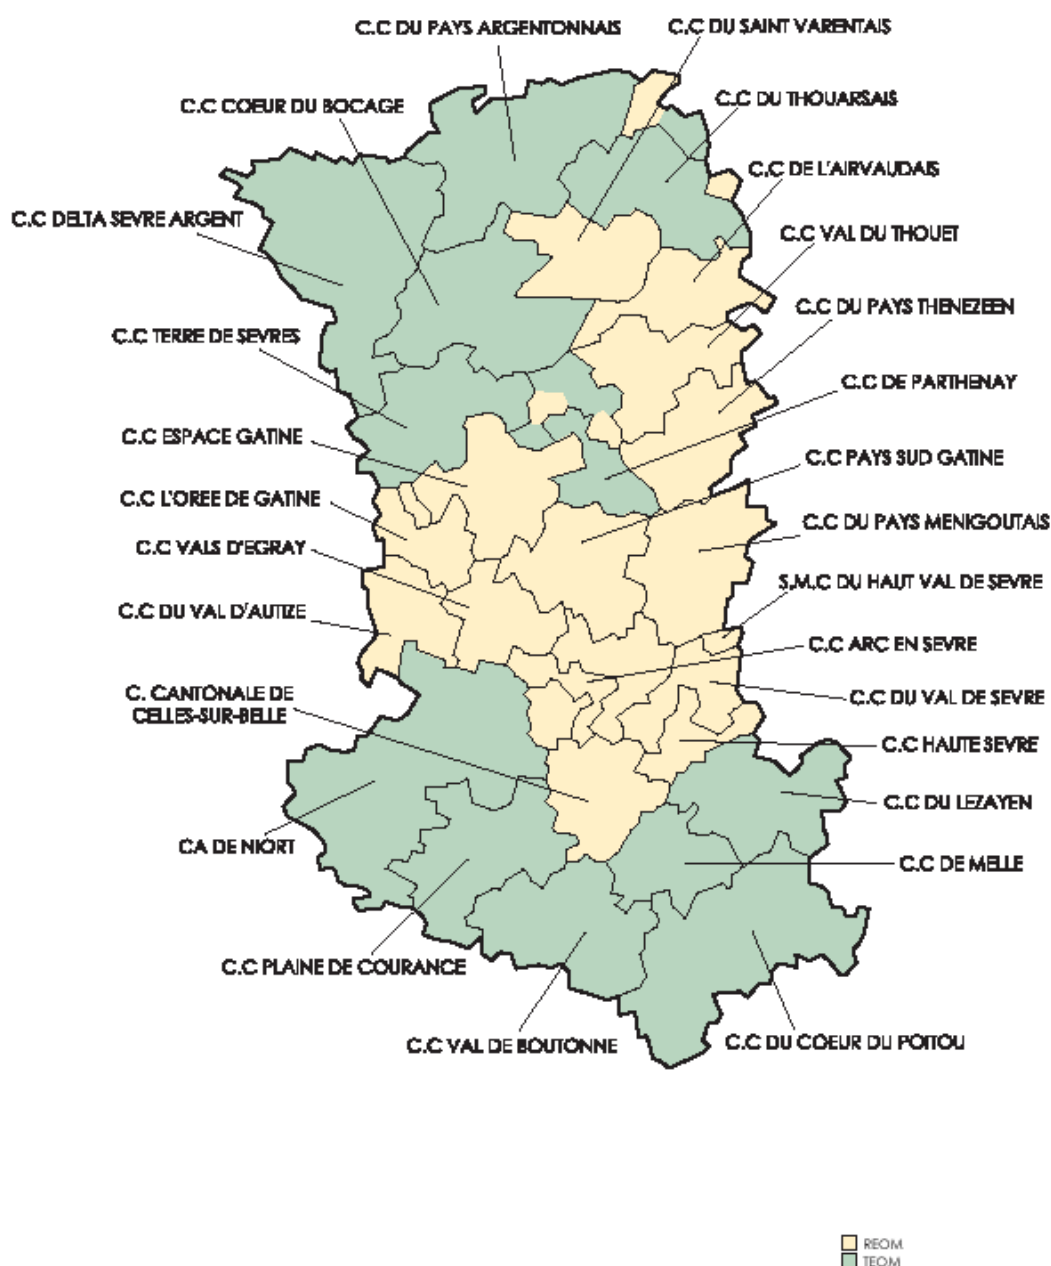 C.C DU PAYS ARGENTONNAIS
C.C DU SAINT VARENTAIS
C.C COEUR DU BOCAGE
C.C DU THOUARSAIS
C.C DE L'AIRVAUDAIS
C.C DELTA SEVRE ARGENT
C.C VAL DU THOUET
C.C DU PAYS THENEZEEN
C.C TERRE DE SEVRES
C.C DE PARTHENAY
C.C ESPACE GATINE
C.C PAYS SUD GATINE
C.C L'OREE DE GATINE
C.C DU PAYS MENIGOUTAIS
C.C VALS D'EGRAY
S.M.C DU HAUT VAL DE SEVRE
C.C DU VAL D'AUTIZE
C.C ARC EN SEVRE
C. CANTONALE DE
CELLES-SUR-BELLE
C.C DU VAL DE SEVRE
C.C HAUTE SEVRE
C.C DU LEZAYEN
CA DE NIORT
C.C DE MELLE
C.C PLAINE DE COURANCE
C.C VAL DE BOUTONNE
C.C DU COEUR DU POITOU
REOM
TEOM